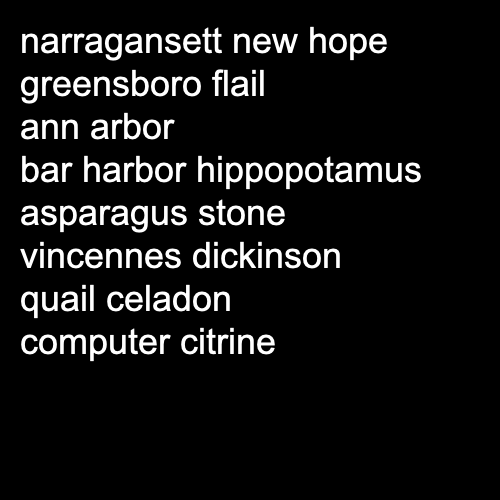 narragansett new hope
greensboro flail
ann arbor
bar harbor hippopotamus
asparagus stone
vincennes dickinson
quail celadon
computer citrine